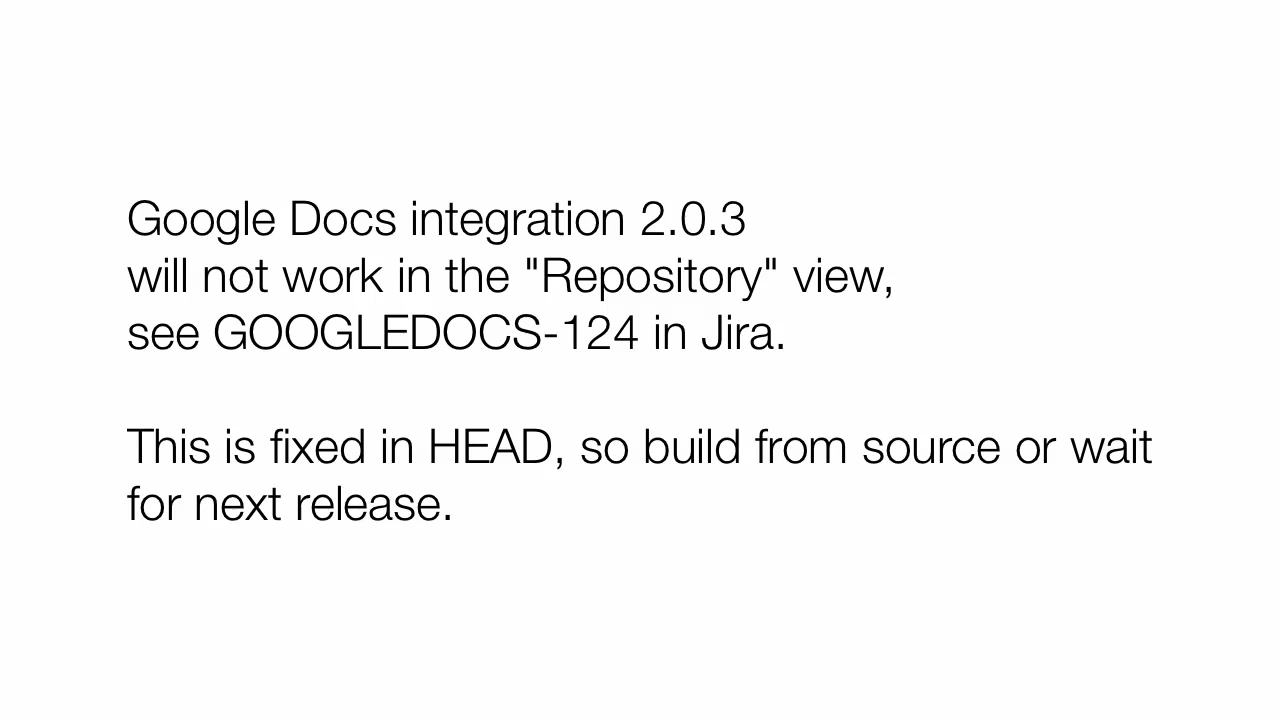 Google Docs integration 2.0.3
will not work in the "Repository" view,
see GOOGLEDOCS-124 in Jira.
This is fixed in HEAD, so build from source or wait
for next release.